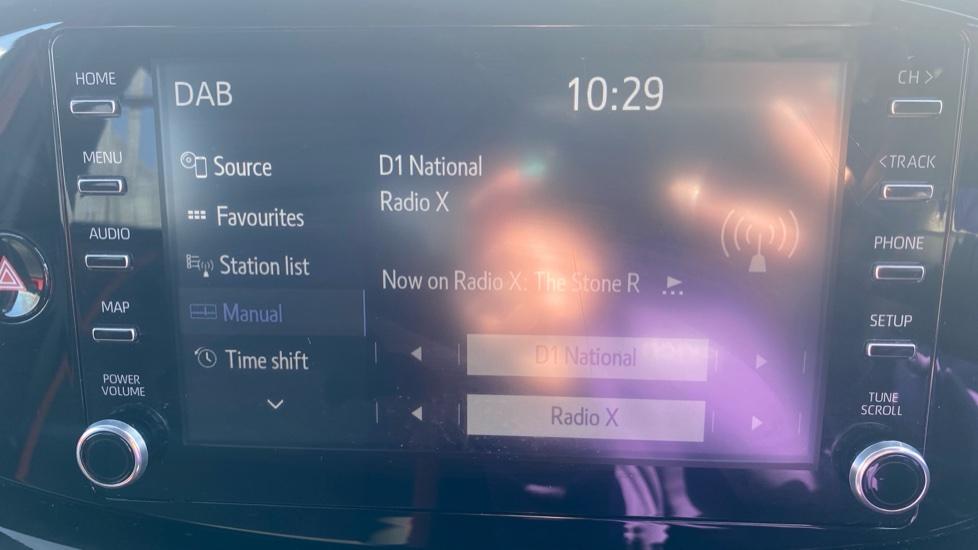 HOME
MENU
AUDIO
MAP
POWER
VOLUME
DAB
10:29
Source
Favourites
Station list
Manual
Time shift
D1 National
Radio X
Now on Radio X: The Stone R
D1 National
Radio X
CH >
< TRACK
PHONE
SETUP
TUNE
SCROLL